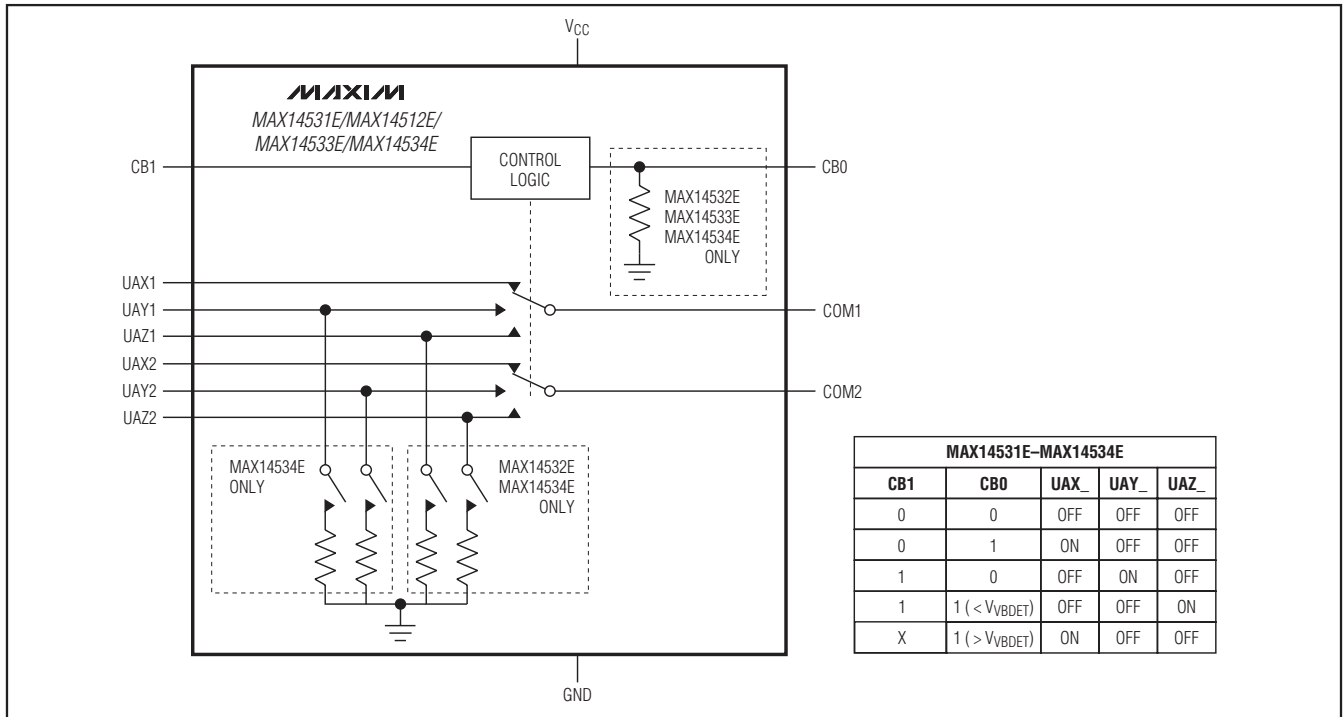 VCC
MAXIM
MAX14531E/MAX14512E/
MAX14533E/MAX14534E
CB1
CONTROL
LOGIC
CB0
MAX14532E
MAX14533E
MAX14534E
ONLY
UAX1
UAY1
UAZ1
UAX2
UAY2
UAZ2
COM1
COM2
MAX14534E
ONLY
MAX14532E
MAX14534E
ONLY
GND
MAX14531E–MAX14534E
CB1 CB0 UAX_ UAY_ UAZ_
0 0 OFF OFF OFF
0 1 ON OFF OFF
1 0 OFF ON OFF
1 1 ( < VVBDET) OFF OFF ON
X 1 ( > VVBDET) ON OFF OFF